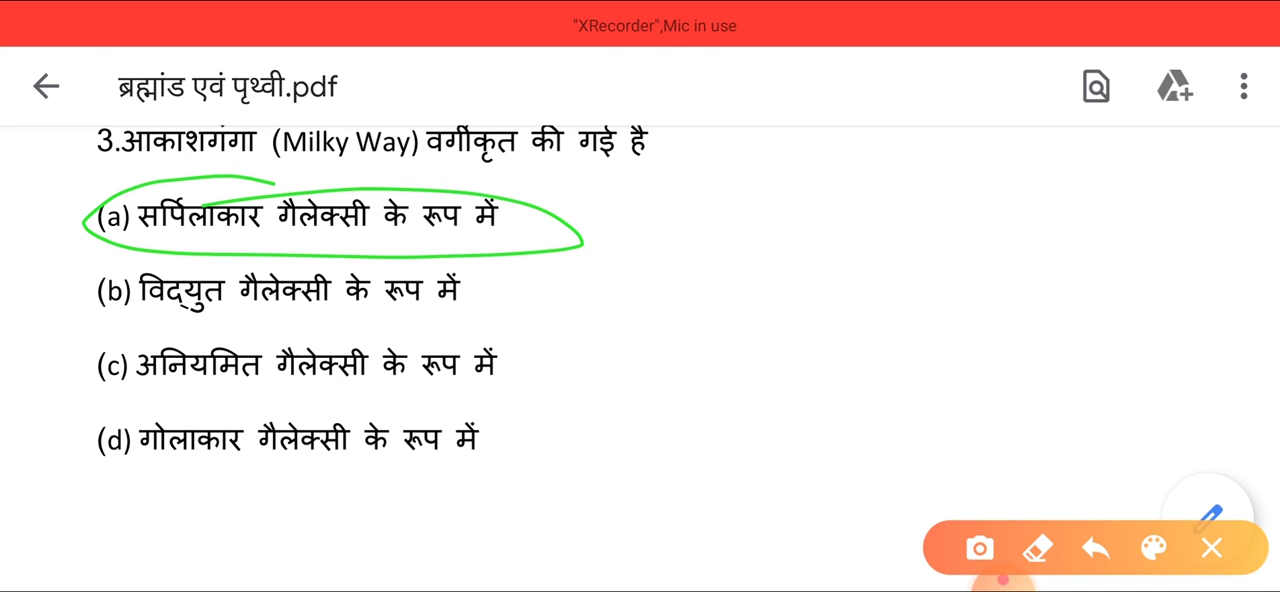 "XRecorder",Mic in use
ब्रह्मांड एवं पृथ्वी.pdf
3.आकाशगंगा (Milky Way) वर्गीकृत की गई है
(a) सर्पिलाकार गैलेक्सी के रूप में
(b) विद्‌युत गैलेक्सी के रूप में
(c) अनियमित गैलेक्सी के रूप में
(d) गोलाकार गैलेक्सी के रूप में